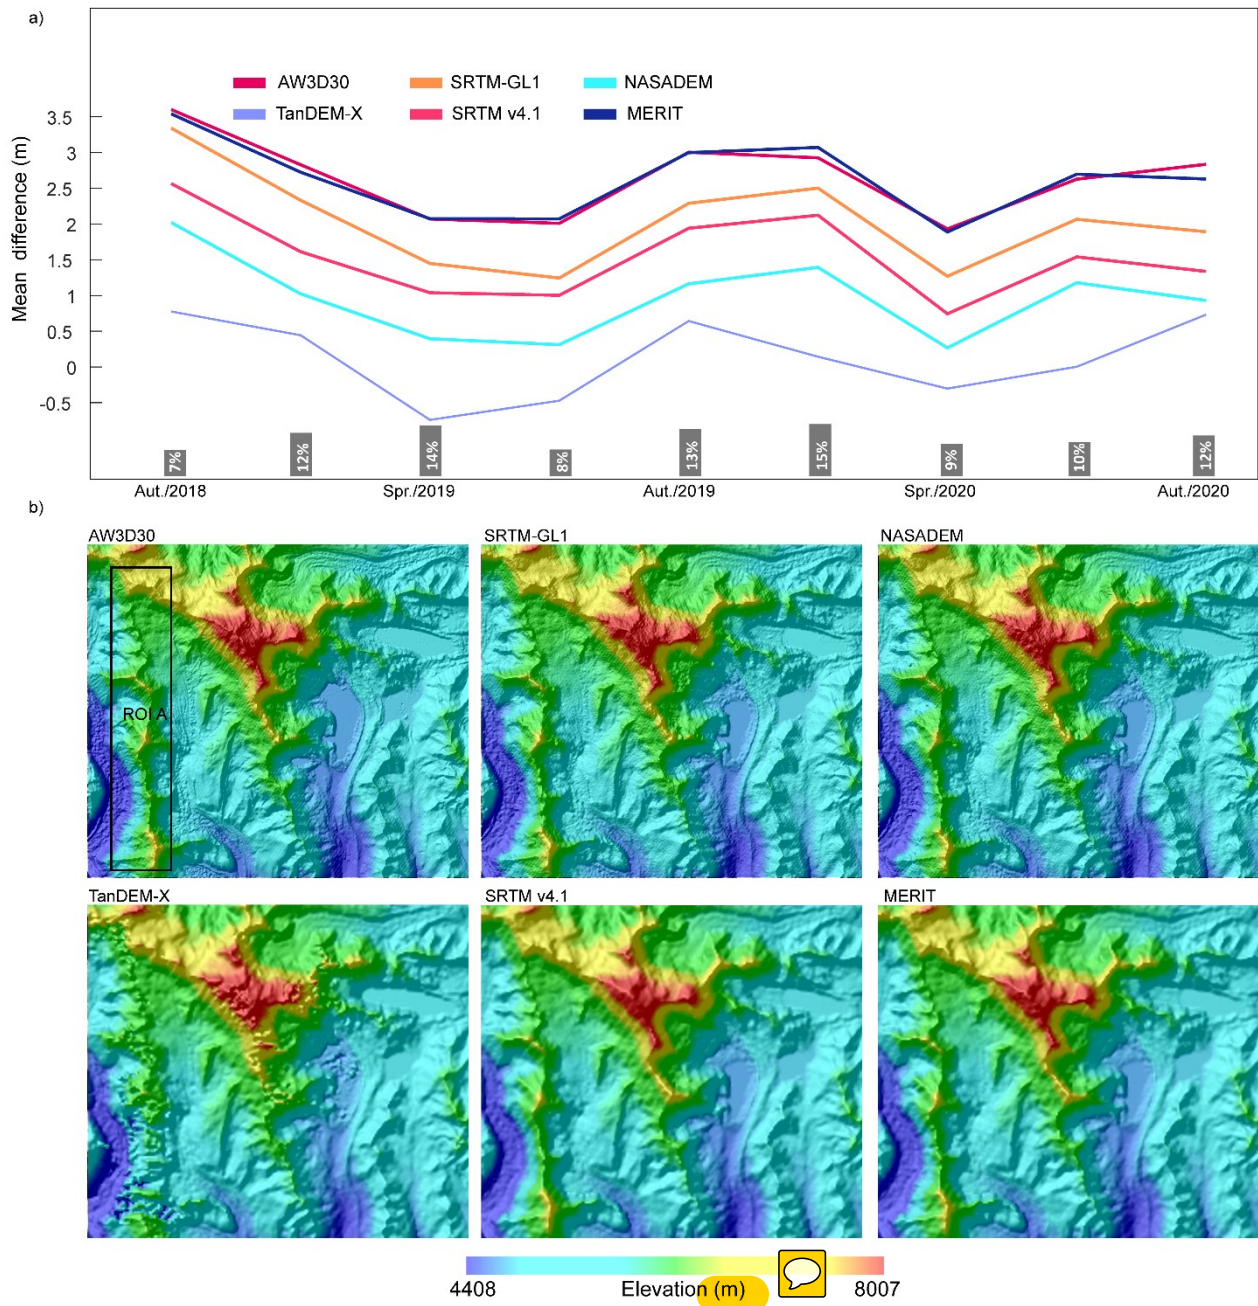 a)
AW3D30 SRTM-GL1 NASADEM
TanDEM-X SRTM v4.1 MERIT
Mean difference (m)
3.5
3
2.5
2
1.5
1
0.5
0
-0.5
7% 12% 14% 8% 13% 15% 9% 10% 12%
Aut./2018 Spr./2019 Aut./2019 Spr./2020 Aut./2020
b)
AW3D30 SRTM-GL1 NASADEM
ROI A
TanDEM-X SRTM v4.1 MERIT
4408 Elevation (m) 8007